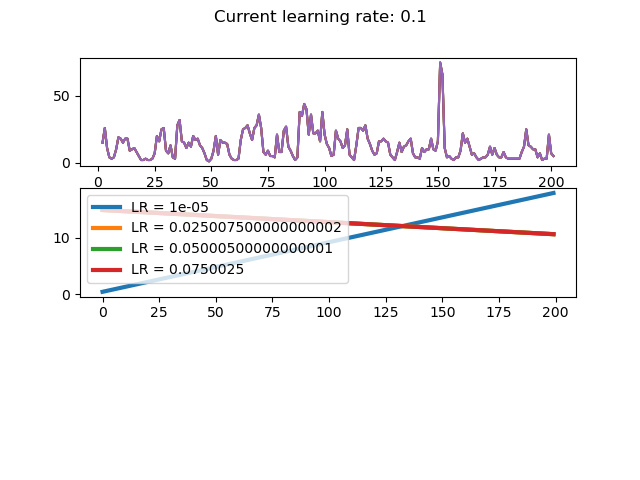 Current learning rate: 0.1
50
0
0 25 50 75 100 125 150 175 200
10
0
LR = 1e-05
LR = 0.025007500000000002
LR = 0.05000500000000001
LR = 0.0750025
0 25 50 75 100 125 150 175 200